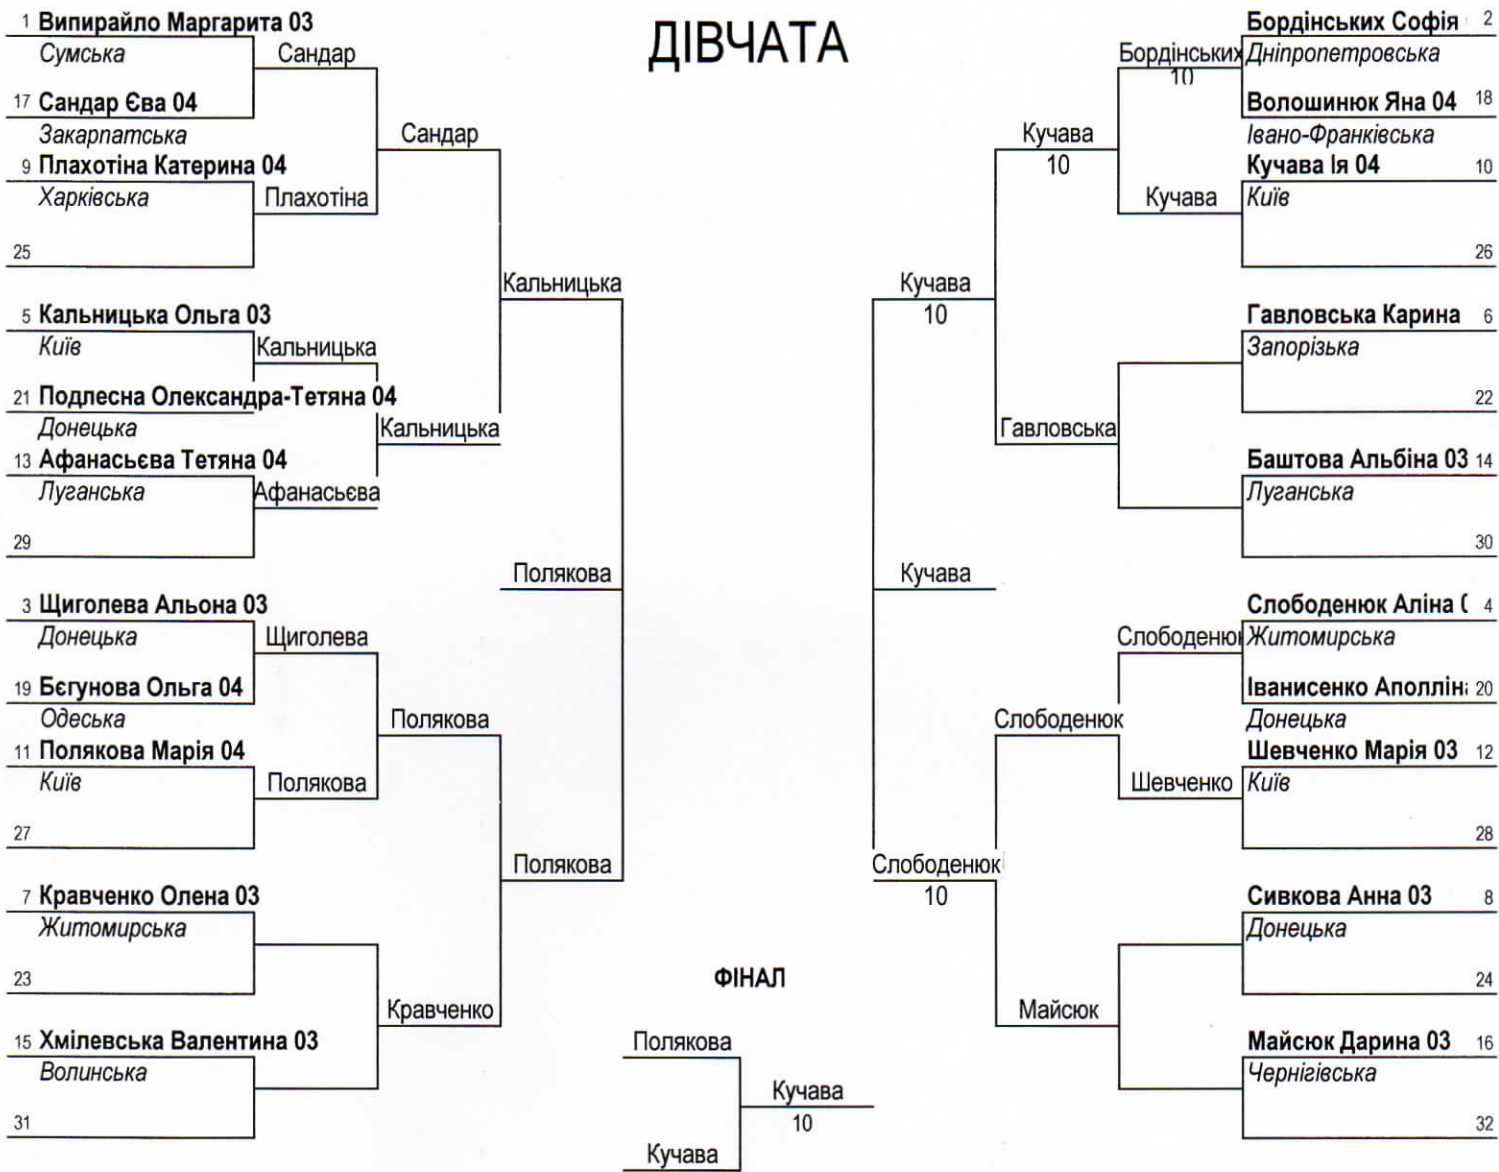 ДІВЧАТА
1 Випирайло Маргарита 03
Сумська
Сандар
17 Сандар Єва 04
Закарпатська
Сандар
9 Плахотіна Катерина 04
Харківська
Плахотіна
25
Кальницька
5 Кальницька Ольга 03
Київ
Кальницька
21 Подлесна Олександра-Тетяна 04
Донецька
Кальницька
13 Афанасьєва Тетяна 04
Луганська
Афанасьєва
29
Полякова
3 Щиголева Альона 03
Донецька
Щиголева
19 Бєгунова Ольга 04
Одеська
Полякова
11 Полякова Марія 04
Київ
Полякова
27
Полякова
7 Кравченко Олена 03
Житомирська
23
Кравченко
15 Хмілевська Валентина 03
Волинська
31
Бордінських Софія 2
Бордінських
10
Дніпропетровська
Волошинюк Яна 04 18
Івано-Франківська
Кучава
10
Кучава Ія 04 10
Кучава
Київ
26
Кучава
10
Гавловська Карина 6
Запорізька
22
Гавловська
Баштова Альбіна 03 14
Луганська
30
Кучава
Слободенюк Аліна 4
Слободенюк
Житомирська
Іванисенко 20
Донецька
Слободенюк
Шевченко Марія 03 12
Шевченко
Київ
28
Слободенюк
10
Сивкова Анна 03 8
Донецька
24
Майсюк
Майсюк Дарина 03 16
Чернігівська
32
ФІНАЛ
Полякова
Кучава
10
Кучава